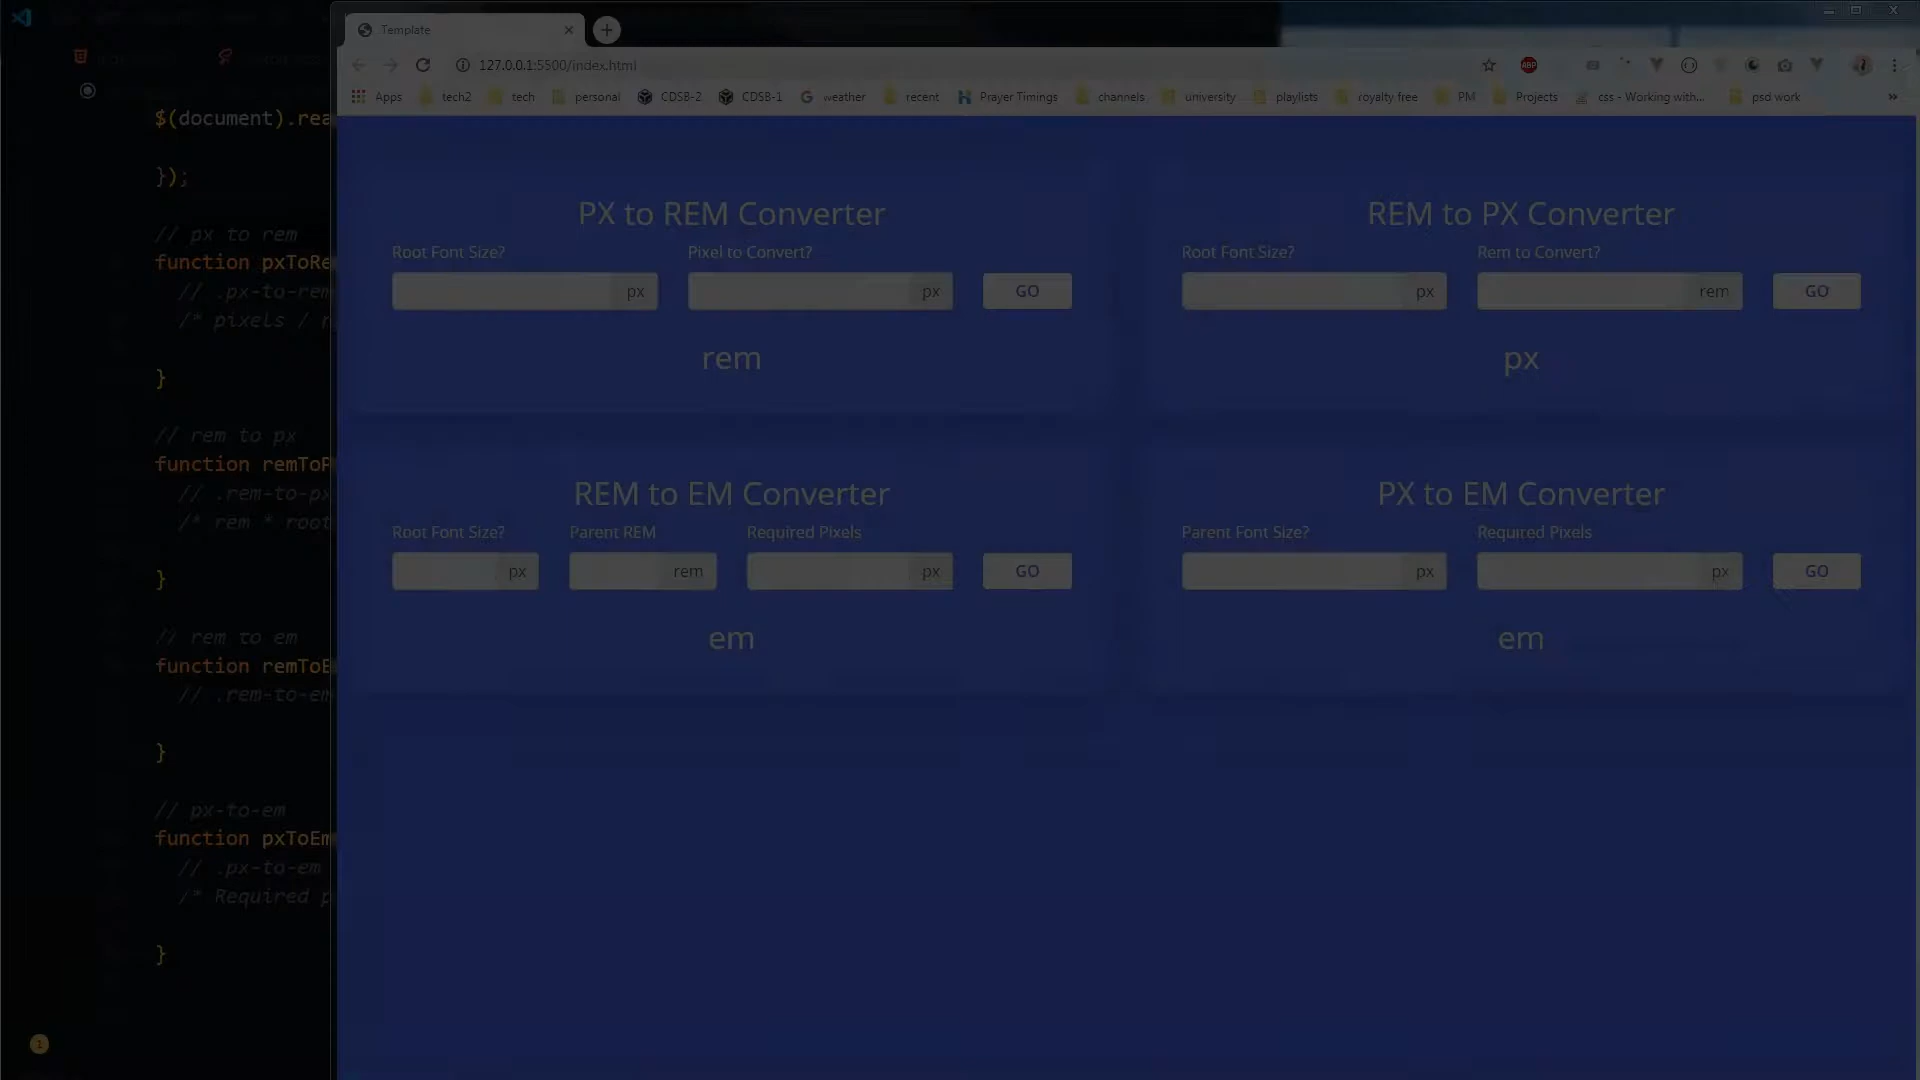 Template
127.0.0.1:5500/index.html
Apps tech2 tech personal CDSB-2 CDSB-1 weather recent Prayer Timings channels university playlists royalty free PM Projects css - Working with... psd work
$(document).rea
});
// px to rem
function pxToRe
// .px-to-rem
/* pixels / r
}
// rem to px
function remToP
// .rem-to-px
/* rem * root
}
// rem to em
function remToE
// .rem-to-em
}
// px-to-em
function pxToEm
// .px-to-em
/* Required p
}
1
PX to REM Converter
Root Font Size? Pixel to Convert?
px px GO
rem
REM to PX Converter
Root Font Size? Rem to Convert?
px rem GO
px
REM to EM Converter
Root Font Size? Parent REM Required Pixels
px rem px GO
em
PX to EM Converter
Parent Font Size? Required Pixels
px px GO
em